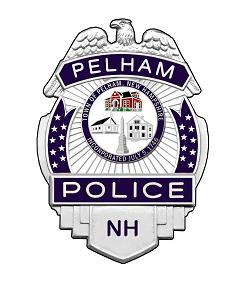 PELHAM
TOWN OF PELHAM, NEW HAMPSHIRE
INCORPORATED JULY 5, 1746
POLICE
NH